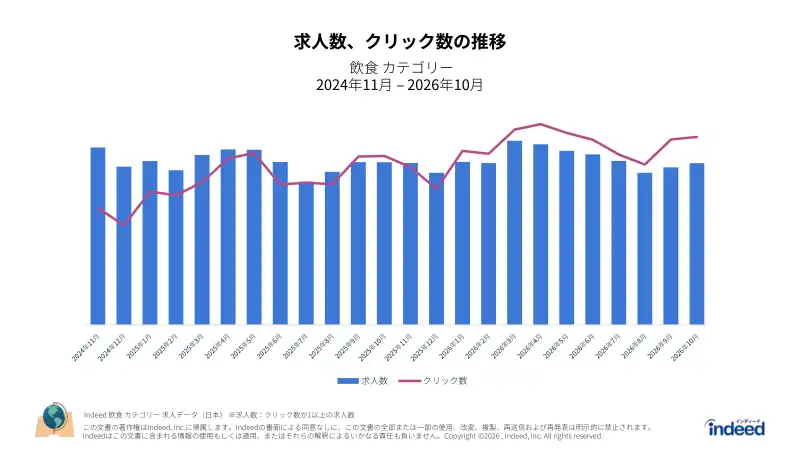 求人数、クリック数の推移
飲食 カテゴリー
2024年11月 – 2026年10月
2024年11月
2024年12月
2025年1月
2025年2月
2025年3月
2025年4月
2025年5月
2025年6月
2025年7月
2025年8月
2025年9月
2025年10月
2025年11月
2025年12月
2026年1月
2026年2月
2026年3月
2026年4月
2026年5月
2026年6月
2026年7月
2026年8月
2026年9月
2026年10月
求人数
クリック数
Indeed 飲食 カテゴリー 求人データ（日本） ※求人数：クリック数が1以上の求人数
この文書の著作権はIndeed, Inc.に帰属します。Indeedの書面による同意なしに、この文書の全部または一部の使用、改変、複製、再送信および再発表は明示的に禁止されます。
Indeedはこの文書に含まれる情報の使用もしくは適用、またはそれらの解釈によるいかなる責任も負いません。Copyright ©2026 , Indeed, Inc. All rights reserved.
インディード
indeed